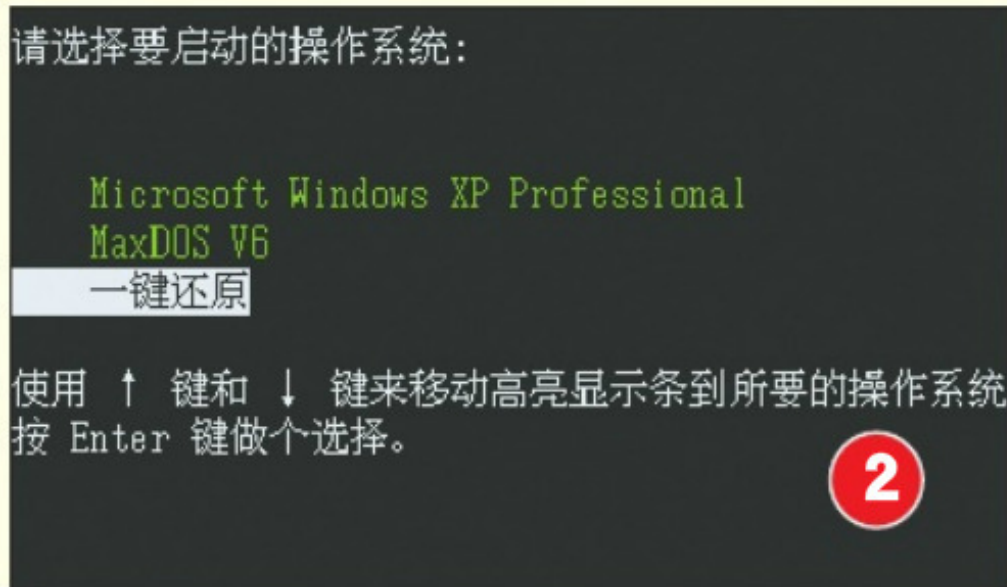 请选择要启动的操作系统:
Microsoft Windows XP Professional
MaxDOS V6
一键还原
使用 ↑ 键和 ↓ 键来移动高亮显示条到所要的操作系统
按 Enter 键做个选择。
2